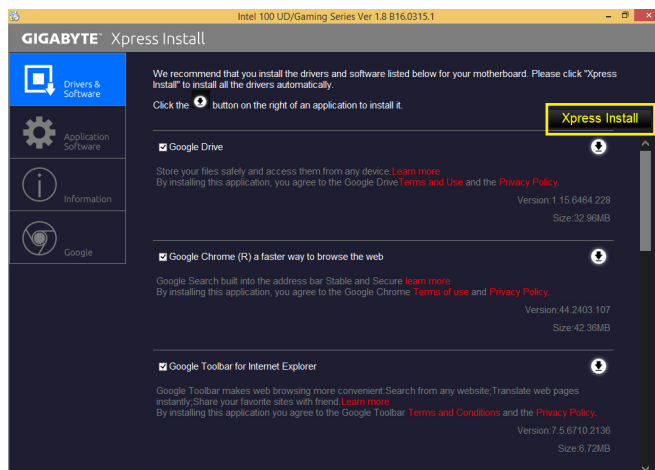 Intel 100 UD/Gaming Series Ver 1.8 B16.0315.1
GIGABYTE™ Xpress Install
Drivers &
Software
Application
Software
Information
Google
We recommend that you install the drivers and software listed below for your motherboard. Please click "Xpress
Install" to install all the drivers automatically.
Click the button on the right of an application to install it.
Xpress Install
Google Drive
Store your files safely and access them from any device.Learn more
By installing this application, you agree to the Google DriveTerms and Use and the Privacy Policy.
Version:1.15.6464.228
Size:32.96MB
Google Chrome (R) a faster way to browse the web
Google Search built into the address bar Stable and Secure learn more
By installing this application, you agree to the Google Chrome Terms of use and Privacy Policy.
Version:44.2403.107
Size:42.36MB
Google Toolbar for Internet Explorer
Google Toolbar makes web browsing more convenient.Search from any website;Translate web pages
instantly;Share your favorite sites with friend.Learn more
By installing this application you agree to the Google Toolbar Terms and Conditions and the Privacy Policy.
Version:7.5.6710.2136
Size:6.72MB